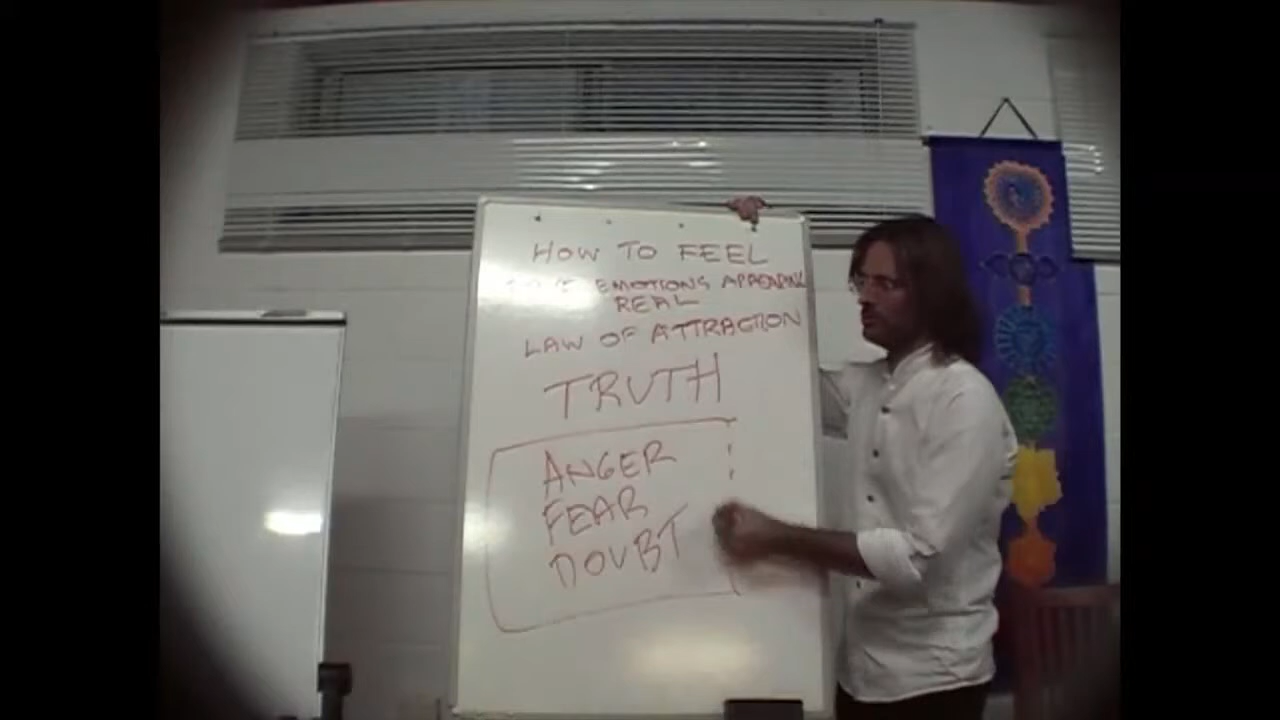 HOW TO FEEL
EMOTIONS APPEARING
REAL
LAW OF ATTRACTION
TRUTH
ANGER
FEAR
DOUBT